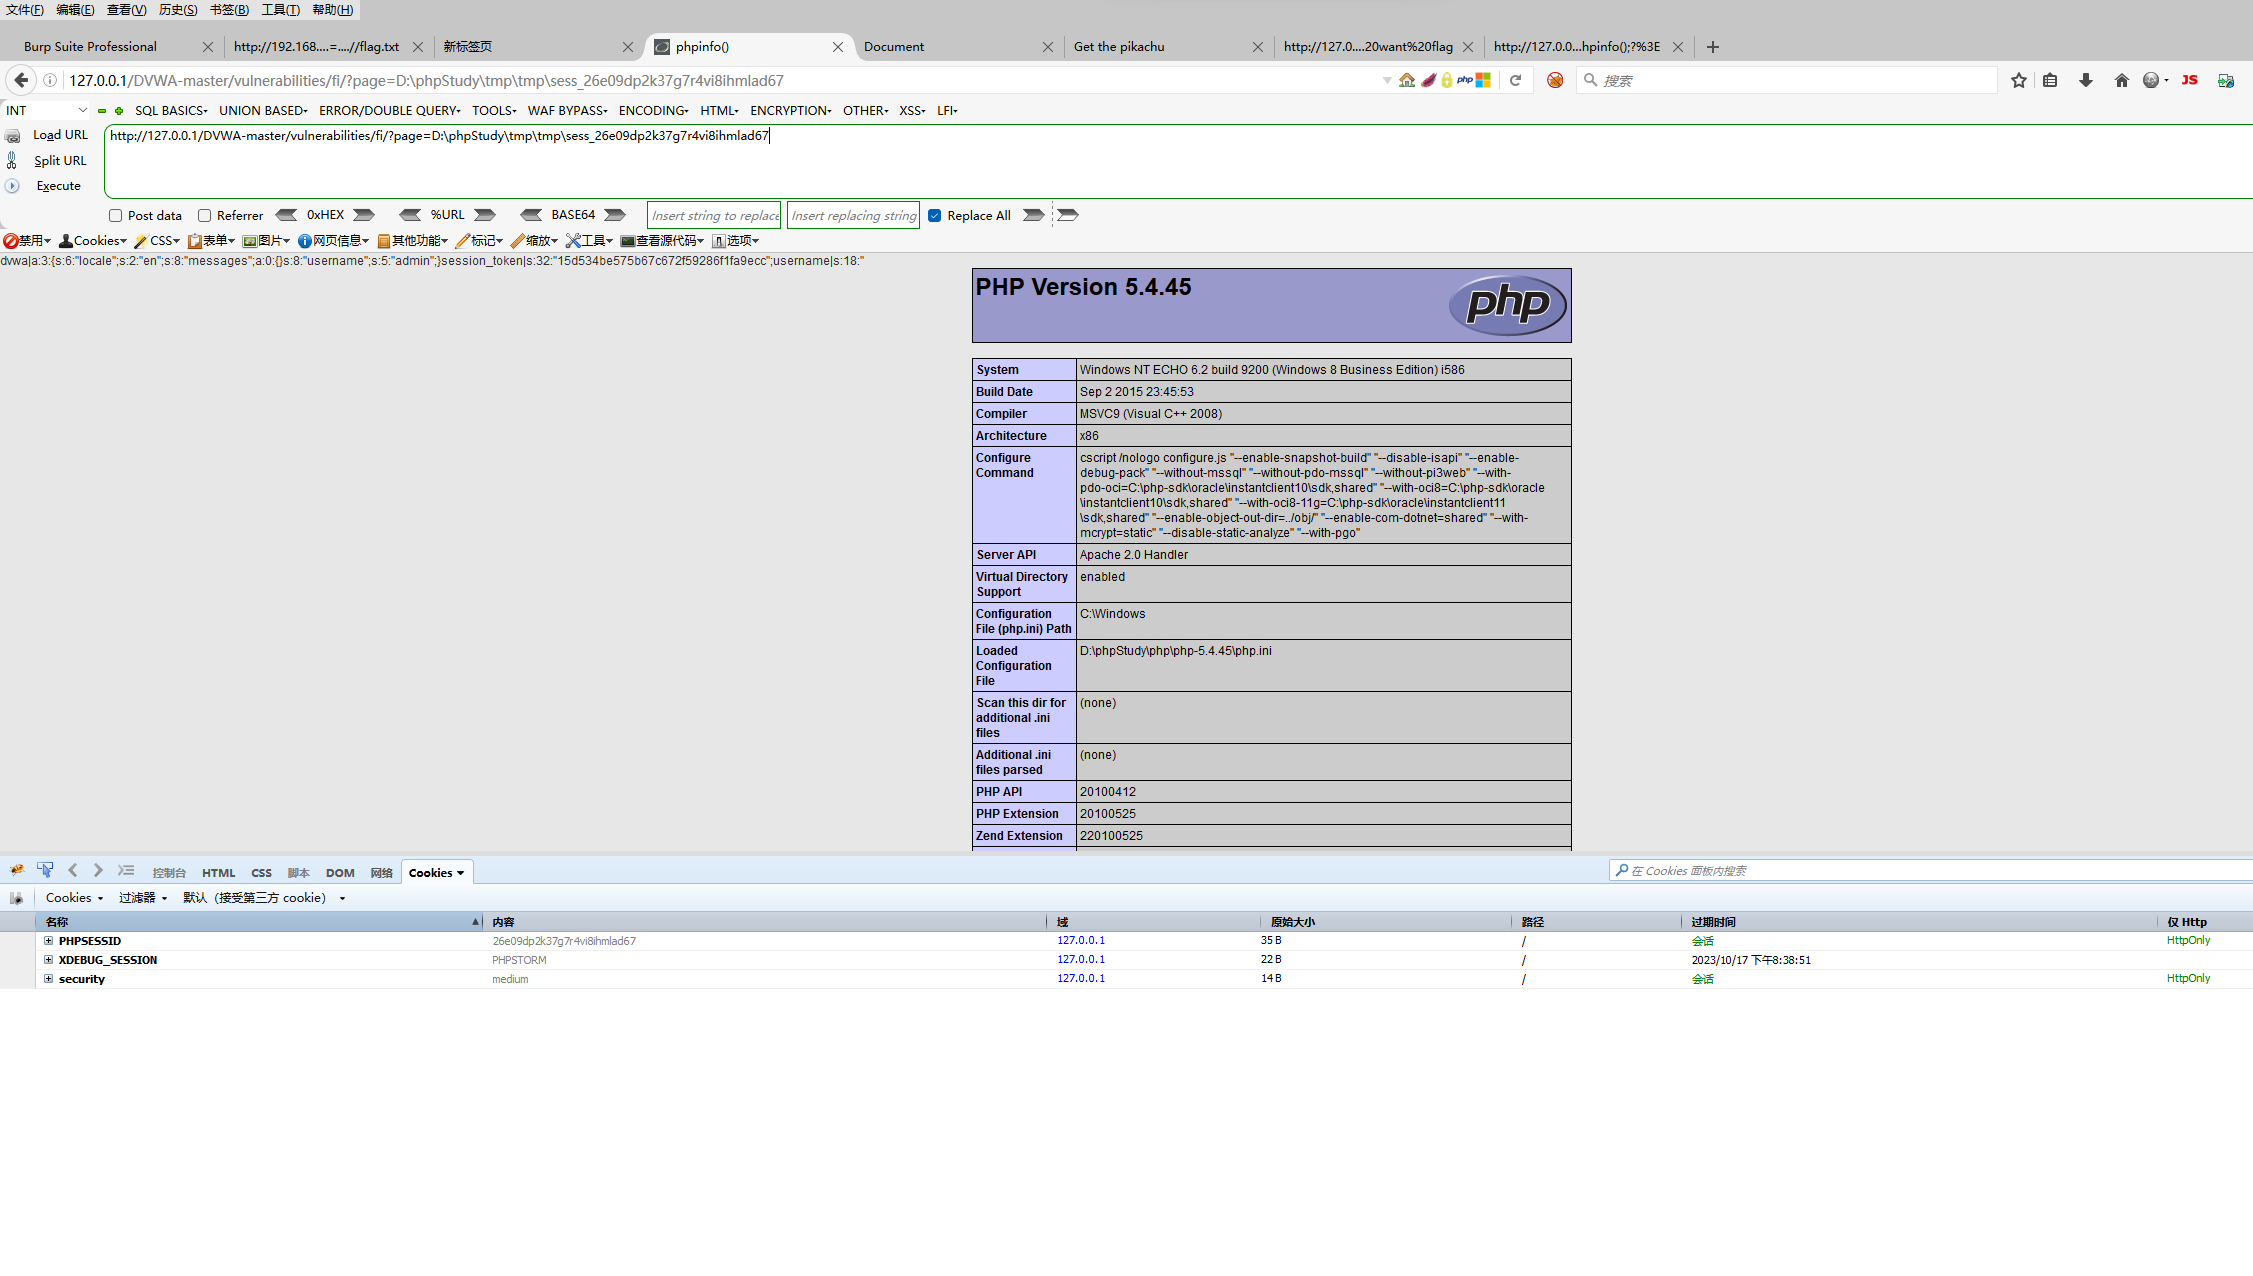 文件(F) 编辑(E) 查看(V) 历史(S) 书签(B) 工具(T) 帮助(H)
Burp Suite Professional http://192.168....=....//flag.txt 新标签页 phpinfo() Document Get the pikachu http://127.0....20want%20flag http://127.0.0...hpinfo();?%3E
127.0.0.1/DVWA-master/vulnerabilities/fi/?page=D:\phpStudy\tmp\tmp\sess_26e09dp2k37g7r4vi8ihmlad67 php 搜索 JS
INT SQL BASICS UNION BASED ERROR/DOUBLE QUERY TOOLS WAF BYPASS ENCODING HTML ENCRYPTION OTHER XSS LFI
Load URL http://127.0.0.1/DVWA-master/vulnerabilities/fi/?page=D:\phpStudy\tmp\tmp\sess_26e09dp2k37g7r4vi8ihmlad67
Split URL
Execute
Post data Referrer 0xHEX %URL BASE64 Insert string to replace Insert replacing string Replace All
禁用 Cookies CSS 表单 图片 网页信息 其他功能 标记 缩放 工具 查看源代码 选项
dvwa|a:3:{s:6:"locale";s:2:"en";s:8:"messages";a:0:{}s:8:"username";s:5:"admin";}session_token|s:32:"15d534be575b67c672f59286f1fa9ecc";username|s:18:"
PHP Version 5.4.45 php
System Windows NT ECHO 6.2 build 9200 (Windows 8 Business Edition) i586
Build Date Sep 2 2015 23:45:53
Compiler MSVC9 (Visual C++ 2008)
Architecture x86
Configure Command cscript /nologo configure.js "--enable-snapshot-build" "--disable-isapi" "--enable-
debug-pack" "--without-mssql" "--without-pdo-mssql" "--without-pi3web" "--with-
pdo-oci=C:\php-sdk\oracle\instantclient10\sdk,shared" "--with-oci8=C:\php-sdk\oracle
\instantclient10\sdk,shared" "--with-oci8-11g=C:\php-sdk\oracle\instantclient11
\sdk,shared" "--enable-object-out-dir=../obj/" "--enable-com-dotnet=shared" "--with-
mcrypt=static" "--disable-static-analyze" "--with-pgo"
Server API Apache 2.0 Handler
Virtual Directory Support enabled
Configuration File (php.ini) Path C:\Windows
Loaded Configuration File D:\phpStudy\php\php-5.4.45\php.ini
Scan this dir for additional .ini files (none)
Additional .ini files parsed (none)
PHP API 20100412
PHP Extension 20100525
Zend Extension 220100525
控制台 HTML CSS 脚本 DOM 网络 Cookies 在 Cookies 面板内搜索
Cookies 过滤器 默认（接受第三方 cookie）
名称 内容 域 原始大小 路径 过期时间 仅 Http
PHPSESSID 26e09dp2k37g7r4vi8ihmlad67 127.0.0.1 35 B / 会话 HttpOnly
XDEBUG_SESSION PHPSTORM 127.0.0.1 22 B / 2023/10/17 下午8:38:51
security medium 127.0.0.1 14 B / 会话 HttpOnly